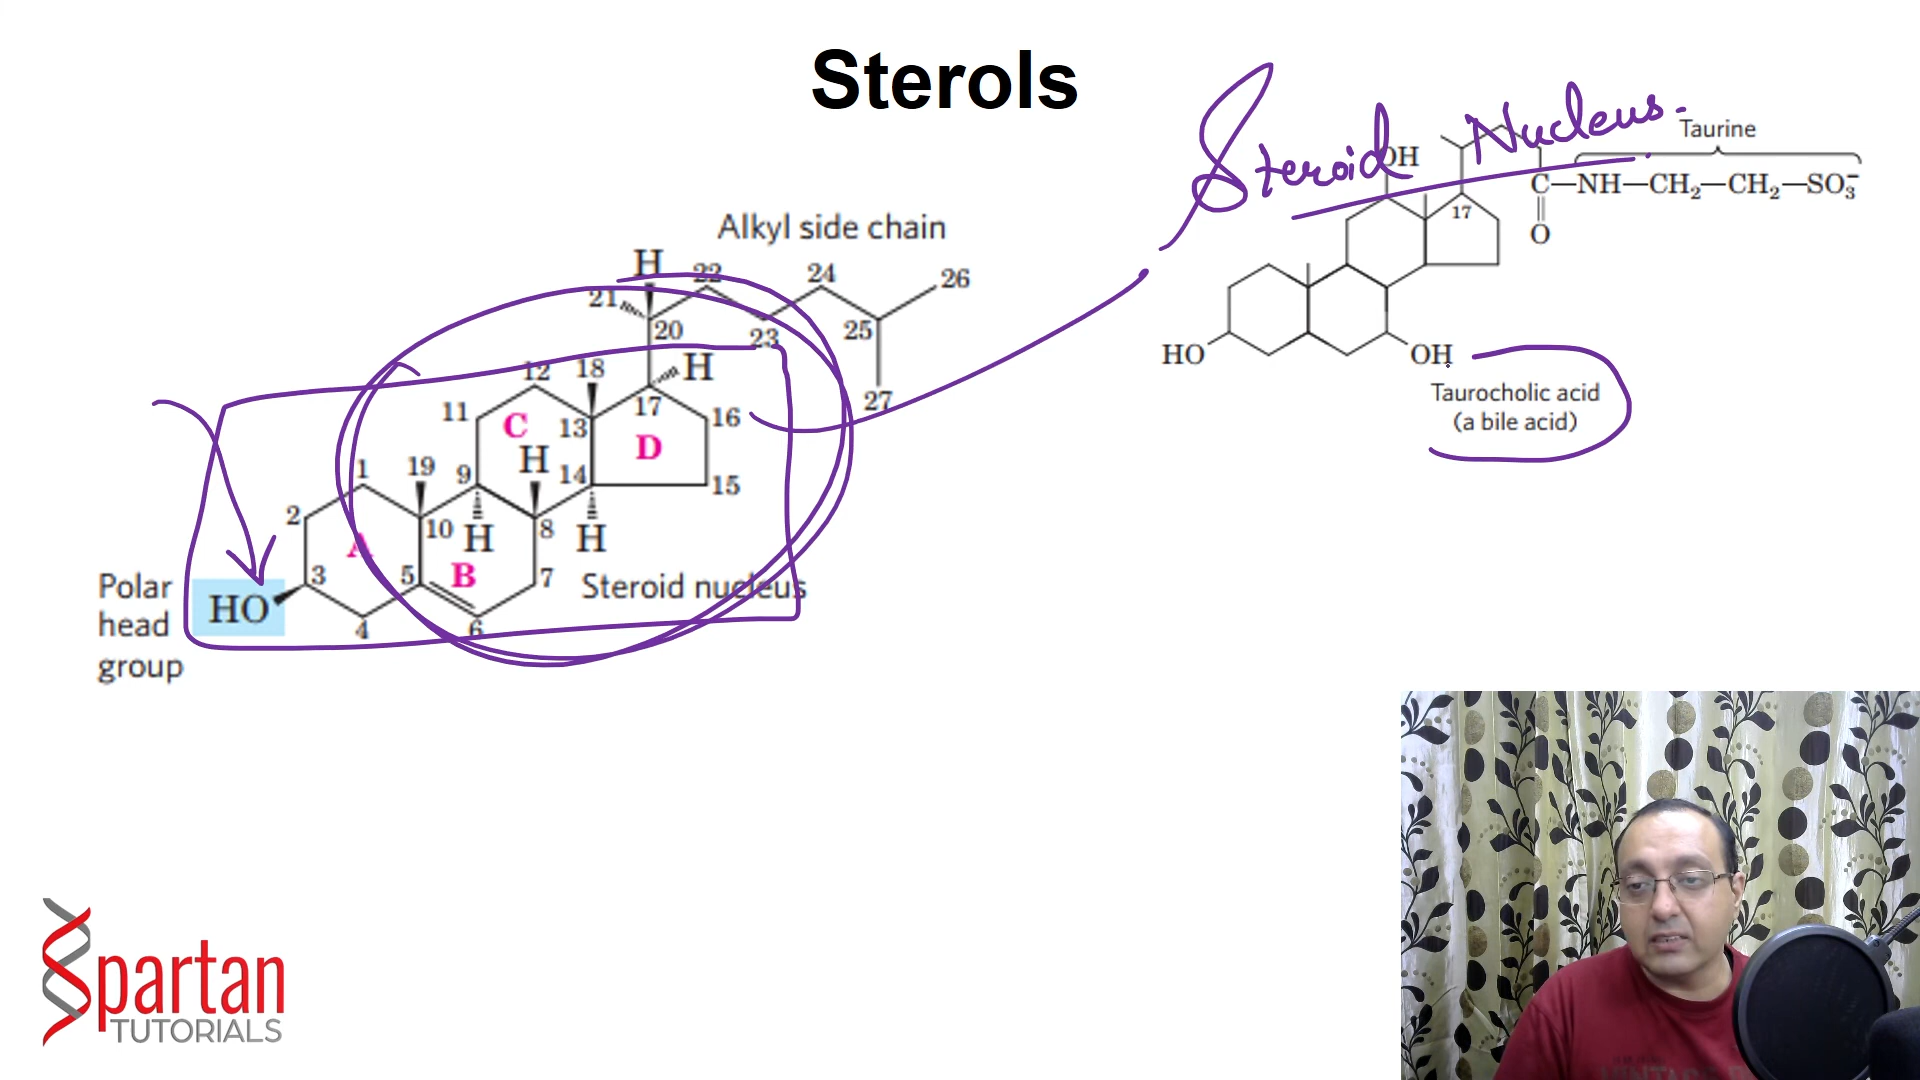 Sterols
Steroid Nucleus.
Taurine
OH
C—NH—CH₂—CH₂—SO₃⁻
17
O
HO
OH
Taurocholic acid
(a bile acid)
Alkyl side chain
H
22
24
26
21
20
23
25
12
18
H
27
11
C
13
17
16
D
1
19
9
H
14
15
2
10
H
8
H
A
Polar
head
group
HO
3
5
B
7
Steroid nucleus
4
6
Spartan
TUTORIALS